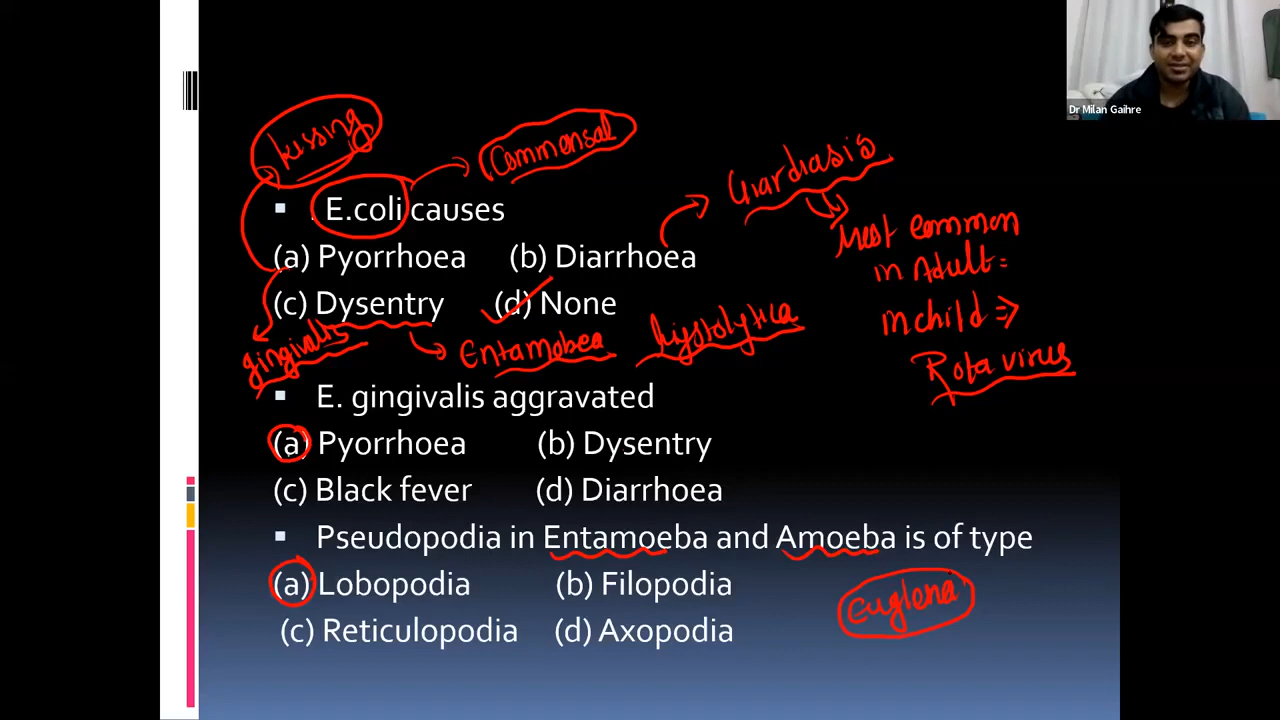 Dr Milan Gaihre
kissing
Commensal
Giardiasis
. E.coli causes
Most common
(a) Pyorrhoea (b) Diarrhoea
in Adult =
(c) Dysentry (d) None
in child ⇒
gingivalis
Entamobea hystolytica
Rota virus
E. gingivalis aggravated
(a) Pyorrhoea (b) Dysentry
(c) Black fever (d) Diarrhoea
Pseudopodia in Entamoeba and Amoeba is of type
(a) Lobopodia (b) Filopodia
Euglena
(c) Reticulopodia (d) Axopodia